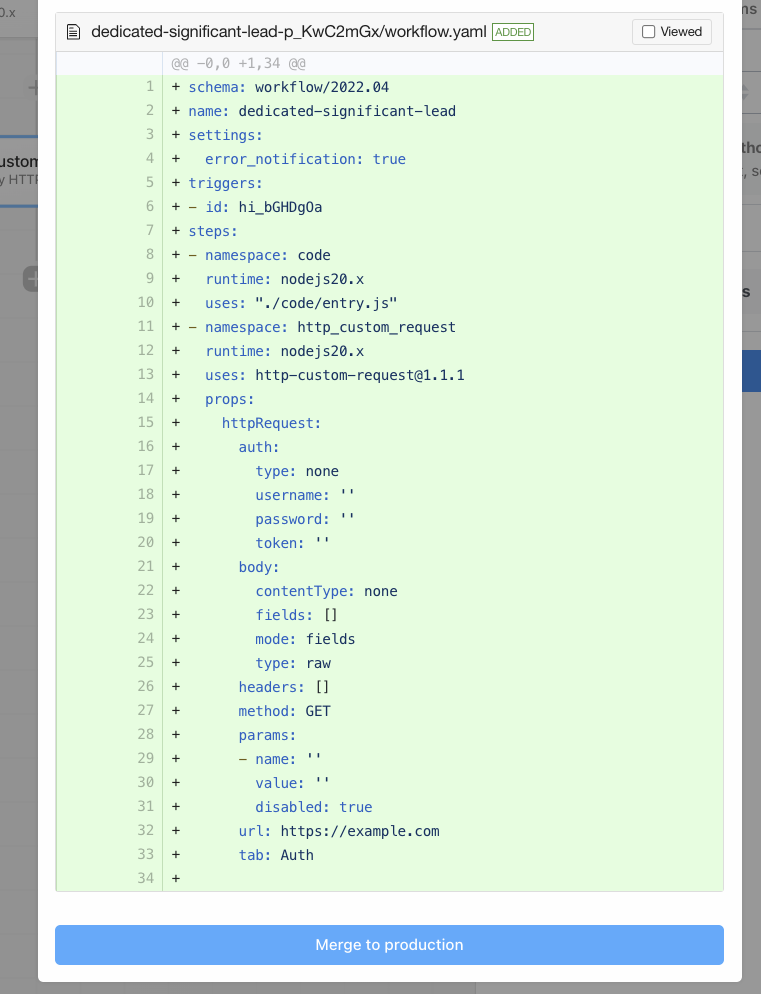 0.x
dedicated-significant-lead-p_KwC2mGx/workflow.yaml ADDED Viewed
@@ -0,0 +1,34 @@
1 + schema: workflow/2022.04
2 + name: dedicated-significant-lead
3 + settings:
4 +   error_notification: true
5 + triggers:
6 + - id: hi_bGHDgOa
7 + steps:
8 + - namespace: code
9 +   runtime: nodejs20.x
10 +   uses: "./code/entry.js"
11 + - namespace: http_custom_request
12 +   runtime: nodejs20.x
13 +   uses: http-custom-request@1.1.1
14 +   props:
15 +     httpRequest:
16 +       auth:
17 +         type: none
18 +         username: ''
19 +         password: ''
20 +         token: ''
21 +       body:
22 +         contentType: none
23 +         fields: []
24 +         mode: fields
25 +         type: raw
26 +       headers: []
27 +       method: GET
28 +       params:
29 +       - name: ''
30 +         value: ''
31 +         disabled: true
32 +       url: https://example.com
33 +       tab: Auth
34 +
Merge to production